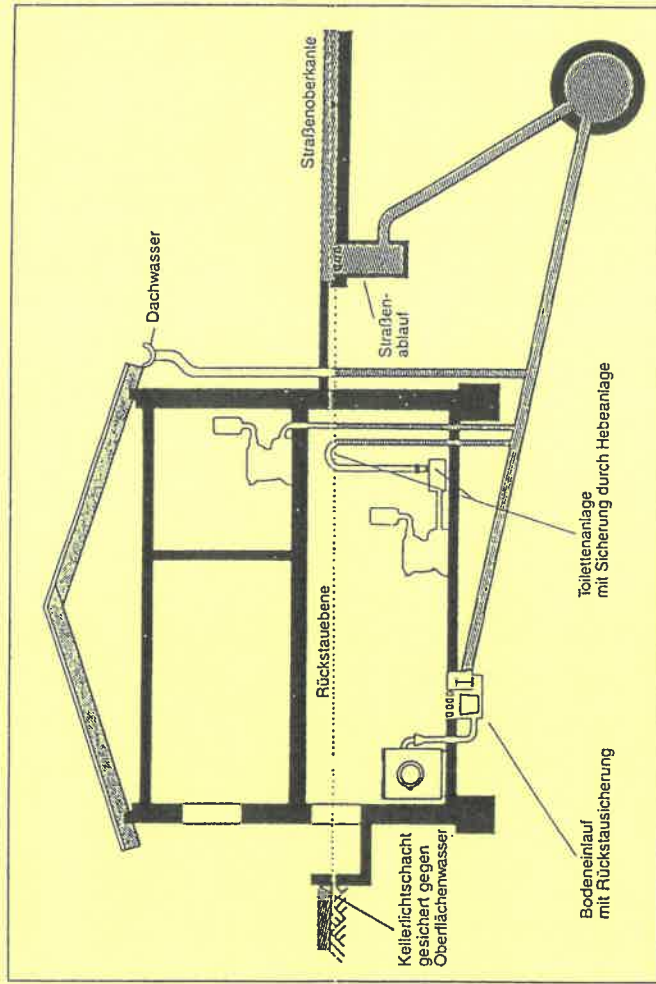 Dachwasser
Straßenoberkante
Straßen-
ablauf
Rückstauebene
Kellerlichtschacht
gesichert gegen
Oberflächenwasser
Toilettenanlage
mit Sicherung durch Hebeanlage
Bodeneinlauf
mit Rückstausicherung